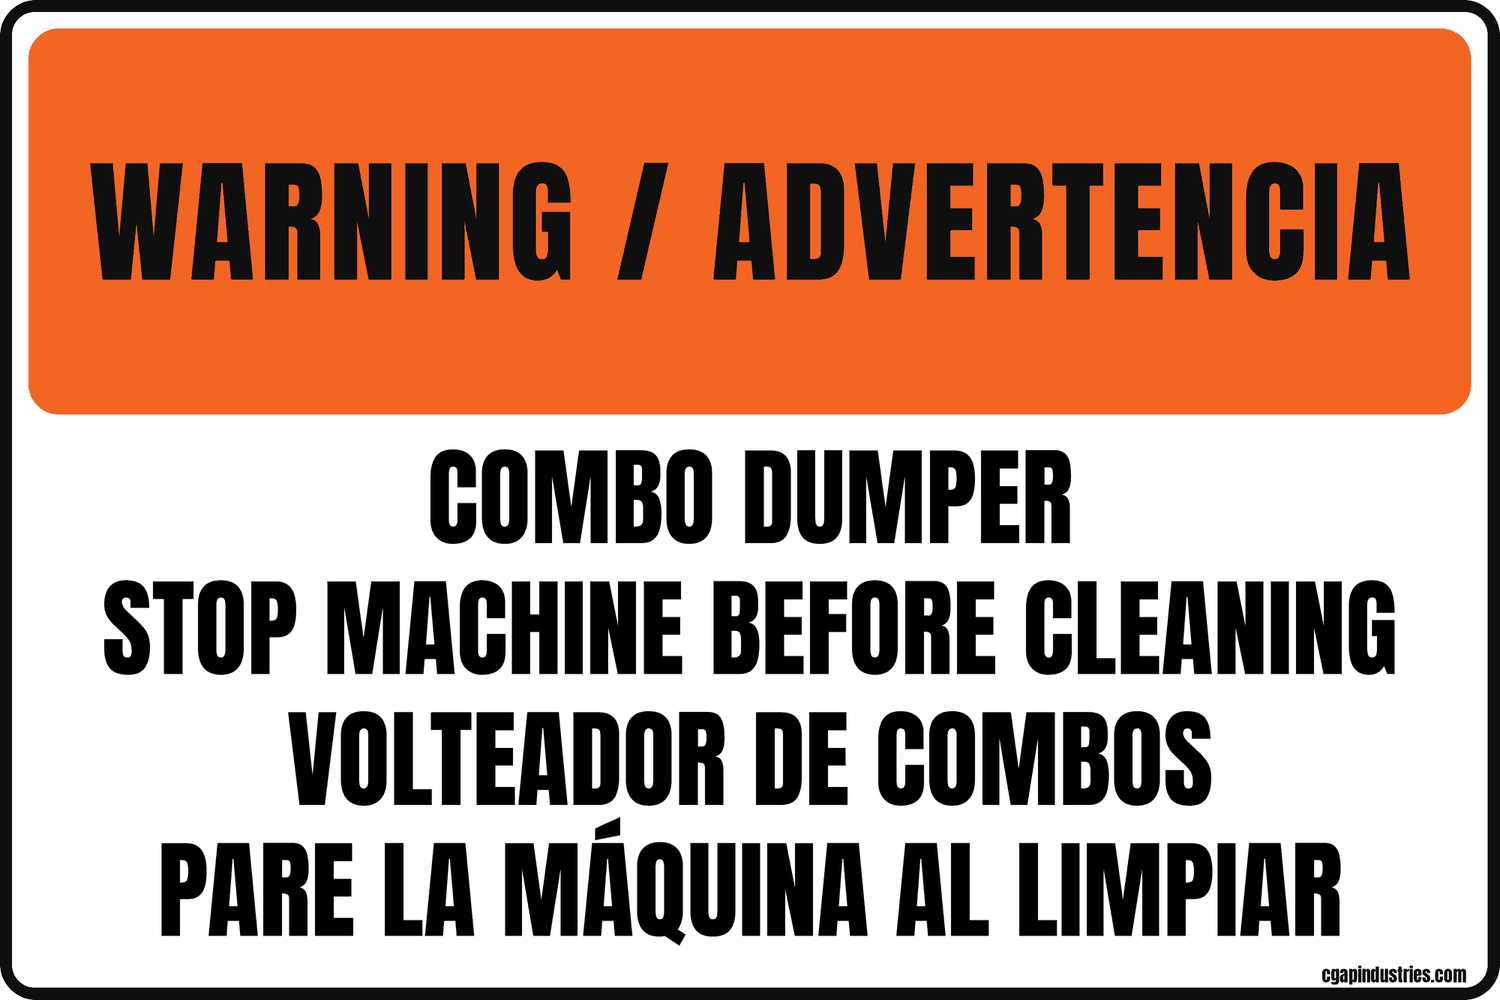 WARNING / ADVERTENCIA
COMBO DUMPER
STOP MACHINE BEFORE CLEANING
VOLTEADOR DE COMBOS
PARE LA MÁQUINA AL LIMPIAR
cgapindustries.com